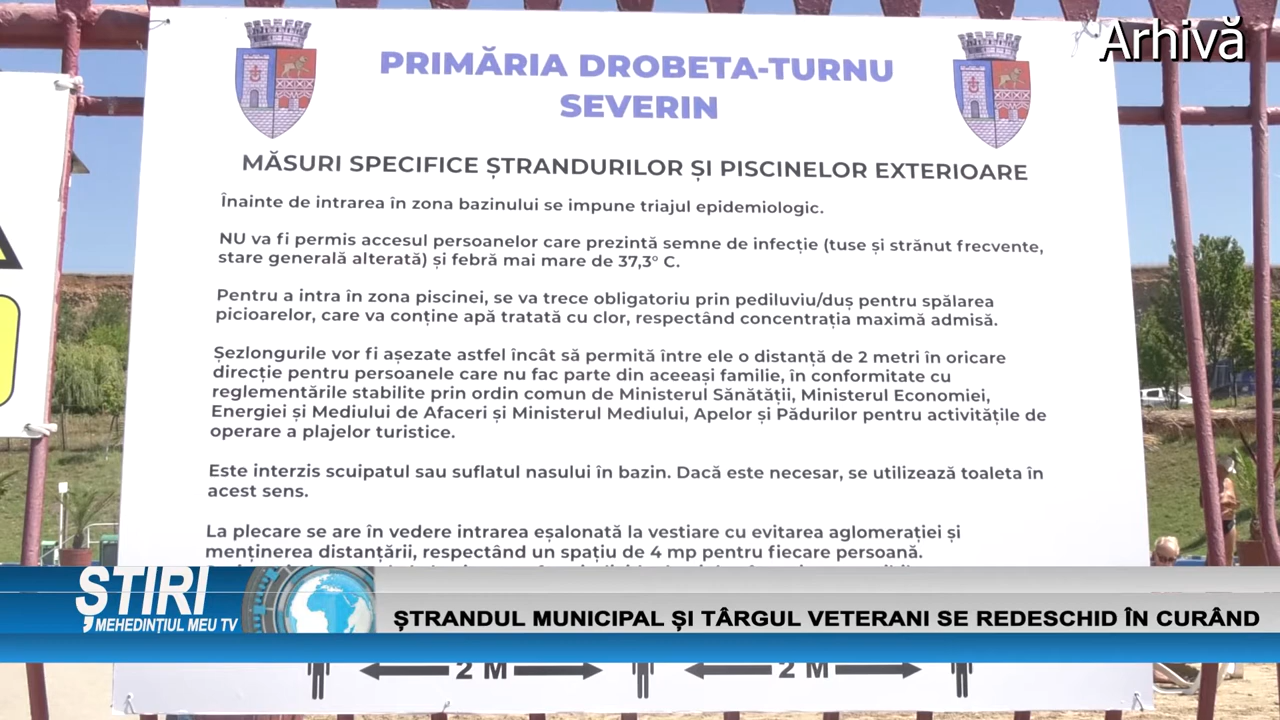 Arhivă
PRIMĂRIA DROBETA-TURNU
SEVERIN
MĂSURI SPECIFICE ȘTRANDURILOR ȘI PISCINELOR EXTERIOARE
Înainte de intrarea în zona bazinului se impune triajul epidemiologic.
NU va fi permis accesul persoanelor care prezintă semne de infecție (tuse și strănut frecvente,
stare generală alterată) și febră mai mare de 37,3° C.
Pentru a intra în zona piscinei, se va trece obligatoriu prin pediluviu/duș pentru spălarea
picioarelor, care va conține apă tratată cu clor, respectând concentrația maximă admisă.
Șezlongurile vor fi așezate astfel încât să permită între ele o distanță de 2 metri în oricare
direcție pentru persoanele care nu fac parte din aceeași familie, în conformitate cu
reglementările stabilite prin ordin comun de Ministerul Sănătății, Ministerul Economiei,
Energiei și Mediului de Afaceri și Ministerul Mediului, Apelor și Pădurilor pentru activitățile de
operare a plajelor turistice.
Este interzis scuipatul sau suflatul nasului în bazin. Dacă este necesar, se utilizează toaleta în
acest sens.
La plecare se are în vedere intrarea eșalonată la vestiare cu evitarea aglomerației și
menținerea distanțării, respectând un spațiu de 4 mp pentru fiecare persoană.
ȘTIRI
MEHEDINȚIUL MEU TV
ȘTRANDUL MUNICIPAL ȘI TÂRGUL VETERANI SE REDESCHID ÎN CURÂND
2 M 2 M